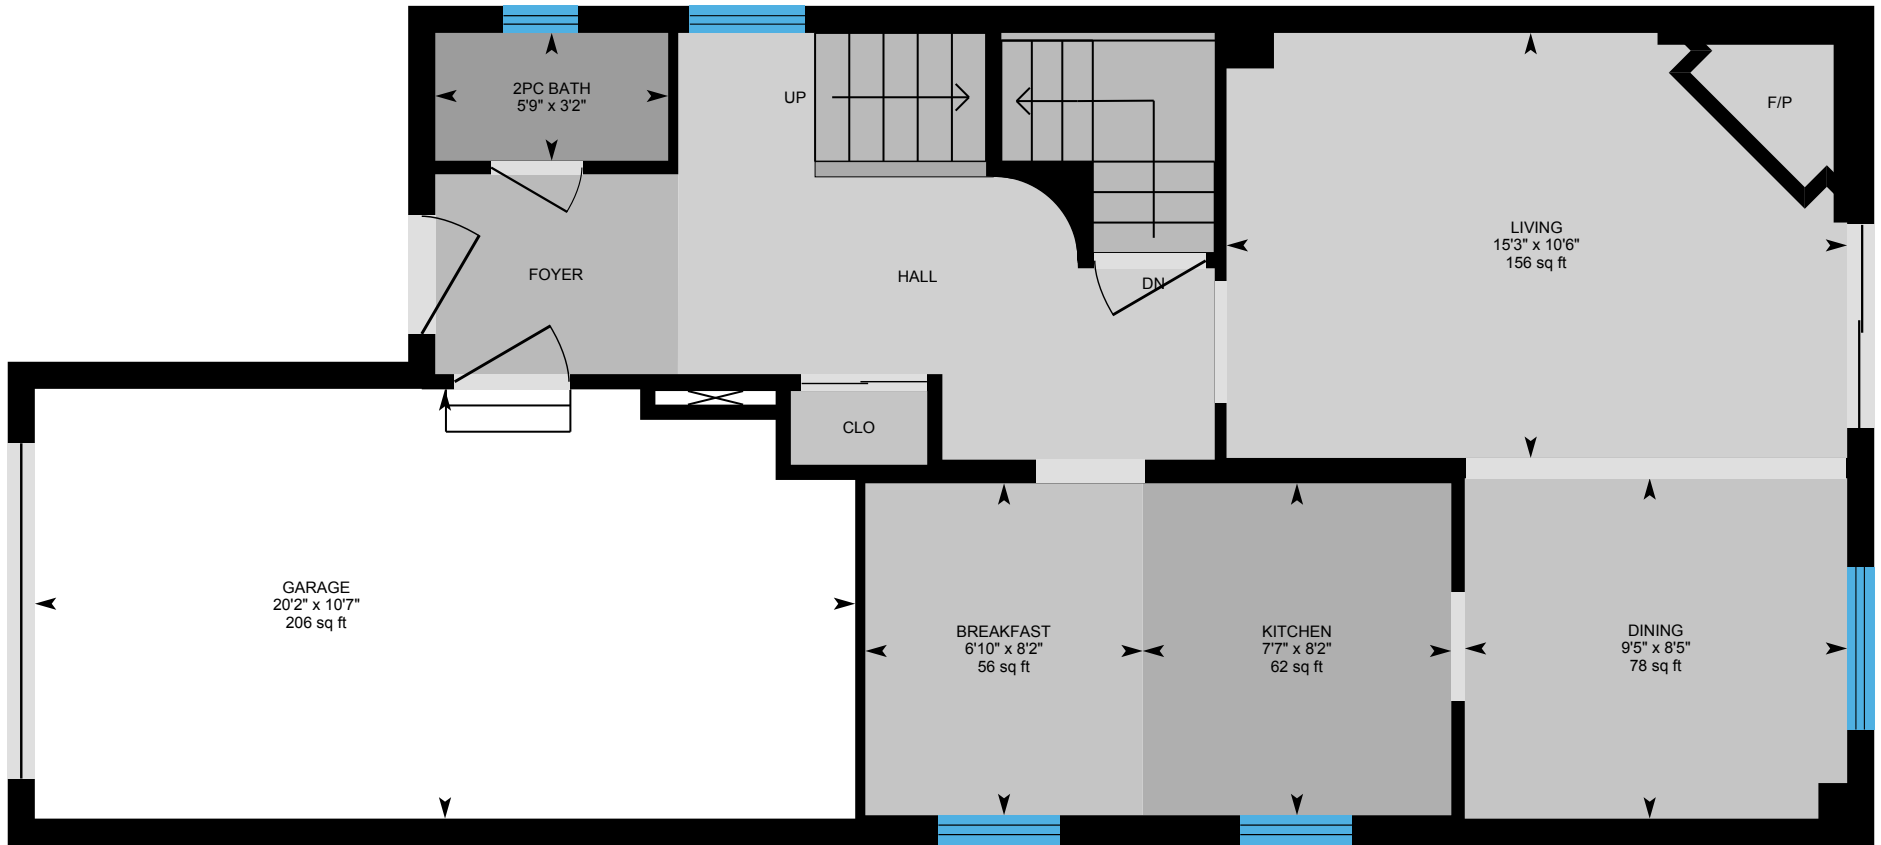 2PC BATH
5'9" x 3'2"
UP
F/P
LIVING
15'3" x 10'6"
156 sq ft
FOYER
HALL
DN
CLO
GARAGE
20'2" x 10'7"
206 sq ft
BREAKFAST
6'10" x 8'2"
56 sq ft
KITCHEN
7'7" x 8'2"
62 sq ft
DINING
9'5" x 8'5"
78 sq ft